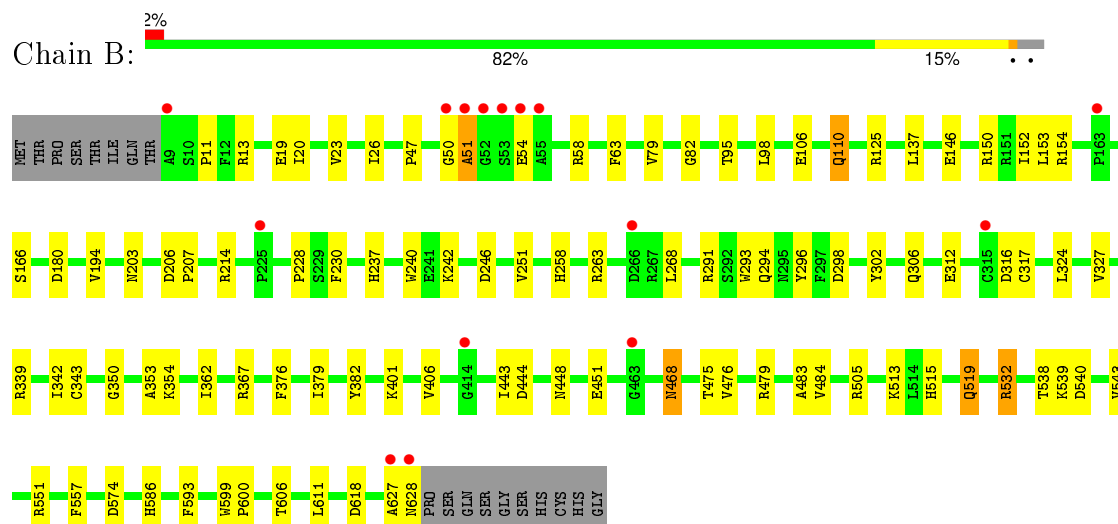 2%
Chain B:
82% 15% • •
MET THR PRO SER THR ILE GLN THR A9 S10 P11 F12 R13 E19 I20 V23 I26 P47 G50 A51 G52 S53 E54 A55 R58 F63 V79 G82 T95 L98 E106 Q110 R125 L137 E146 R150 R151 I152 L153 R154 P163
S166 D180 V194 N203 D206 P207 R214 P225 P228 S229 F230 H237 W240 E241 K242 D246 V251 H258 R263 D266 R267 L268 R291 S292 W293 Q294 N295 Y296 F297 D298 Y302 Q306 E312 C315 D316 C317 L324 V327
R339 I342 C343 G350 A353 K354 I362 R367 F376 I379 Y382 K401 V406 G414 I443 D444 N448 E451 G463 N468 T475 V476 R479 A483 V484 R505 K513 L514 H515 Q519 R532 T538 K539 D540
R551 F557 D574 H586 F593 W599 P600 T606 L611 D618 A627 N628 PRO SER GLN SER GLY SER HIS CYS HIS GLY